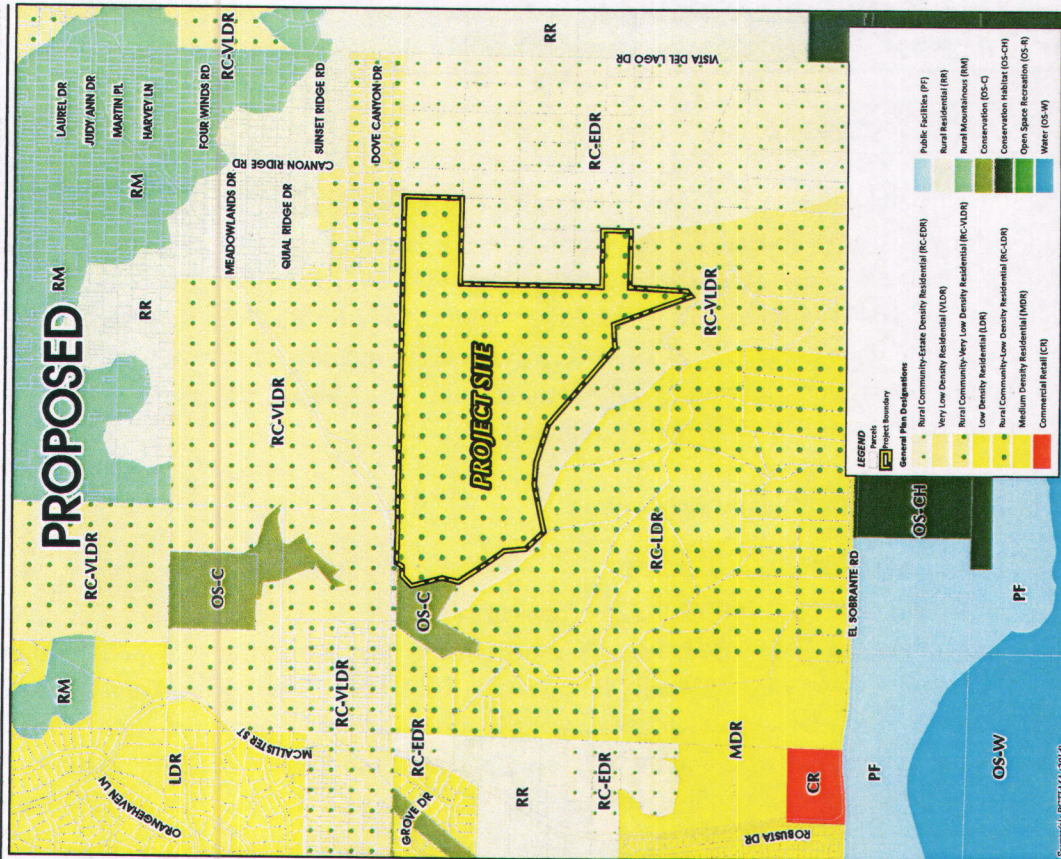 PROPOSED
LAUREL DR
JUDY ANN DR
MARTIN PL
HARVEY LN
FOUR WINDS RD
RC-VLDR
RM
RM
RR
RR
MEADOWLANDS DR
QUIAL RIDGE DR
CANYON RIDGE RD
SUNSET RIDGE RD
DOVE CANYON DR
VISTA DEL LAGO DR
RC-VLDR
OS-C
RC-VLDR
RM
LDR
ORANGEHAVEN LN
MCALLISTER ST
RC-VLDR
OS-C
PROJECT SITE
RC-EDR
RC-EDR
GROVE DR
RR
RC-EDR
RC-LDR
RC-VLDR
MDR
CR
ROBUSTA DR
EL SOBRANTE RD
OS-CH
PF
PF
OS-W
LEGEND
Parcels
Project Boundary
General Plan Designations
Rural Community-Estate Density Residential (RC-EDR)
Very Low Density Residential (VLDR)
Rural Community-Very Low Density Residential (RC-VLDR)
Low Density Residential (LDR)
Rural Community-Low Density Residential (RC-LDR)
Medium Density Residential (MDR)
Commercial Retail (CR)
Public Facilities (PF)
Rural Residential (RR)
Rural Mountainous (RM)
Conservation (OS-C)
Conservation Habitat (OS-CH)
Open Space Recreation (OS-R)
Water (OS-W)